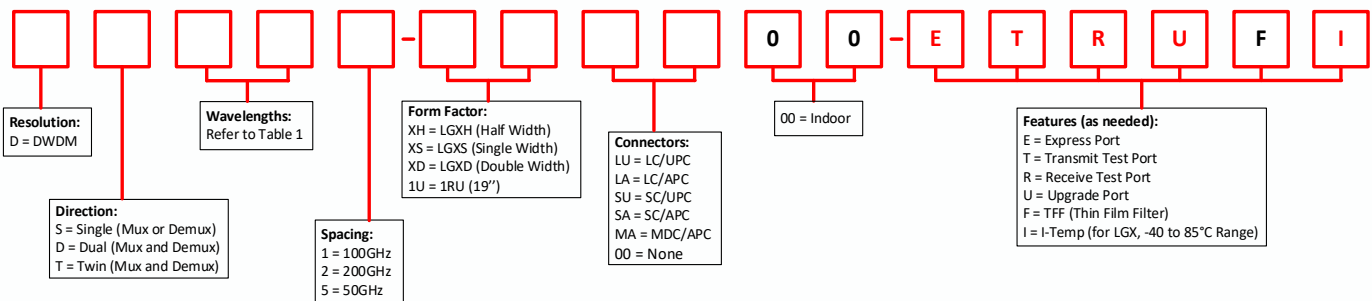 - 0 0 - E T R U F I
Resolution:
D = DWDM
Wavelengths:
Refer to Table 1
Form Factor:
XH = LGXH (Half Width)
XS = LGXS (Single Width)
XD = LGXD (Double Width)
1U = 1RU (19’’)
00 = Indoor
Connectors:
LU = LC/UPC
LA = LC/APC
SU = SC/UPC
SA = SC/APC
MA = MDC/APC
00 = None
Features (as needed):
E = Express Port
T = Transmit Test Port
R = Receive Test Port
U = Upgrade Port
F = TFF (Thin Film Filter)
I = I-Temp (for LGX, -40 to 85°C Range)
Direction:
S = Single (Mux or Demux)
D = Dual (Mux and Demux)
T = Twin (Mux and Demux)
Spacing:
1 = 100GHz
2 = 200GHz
5 = 50GHz